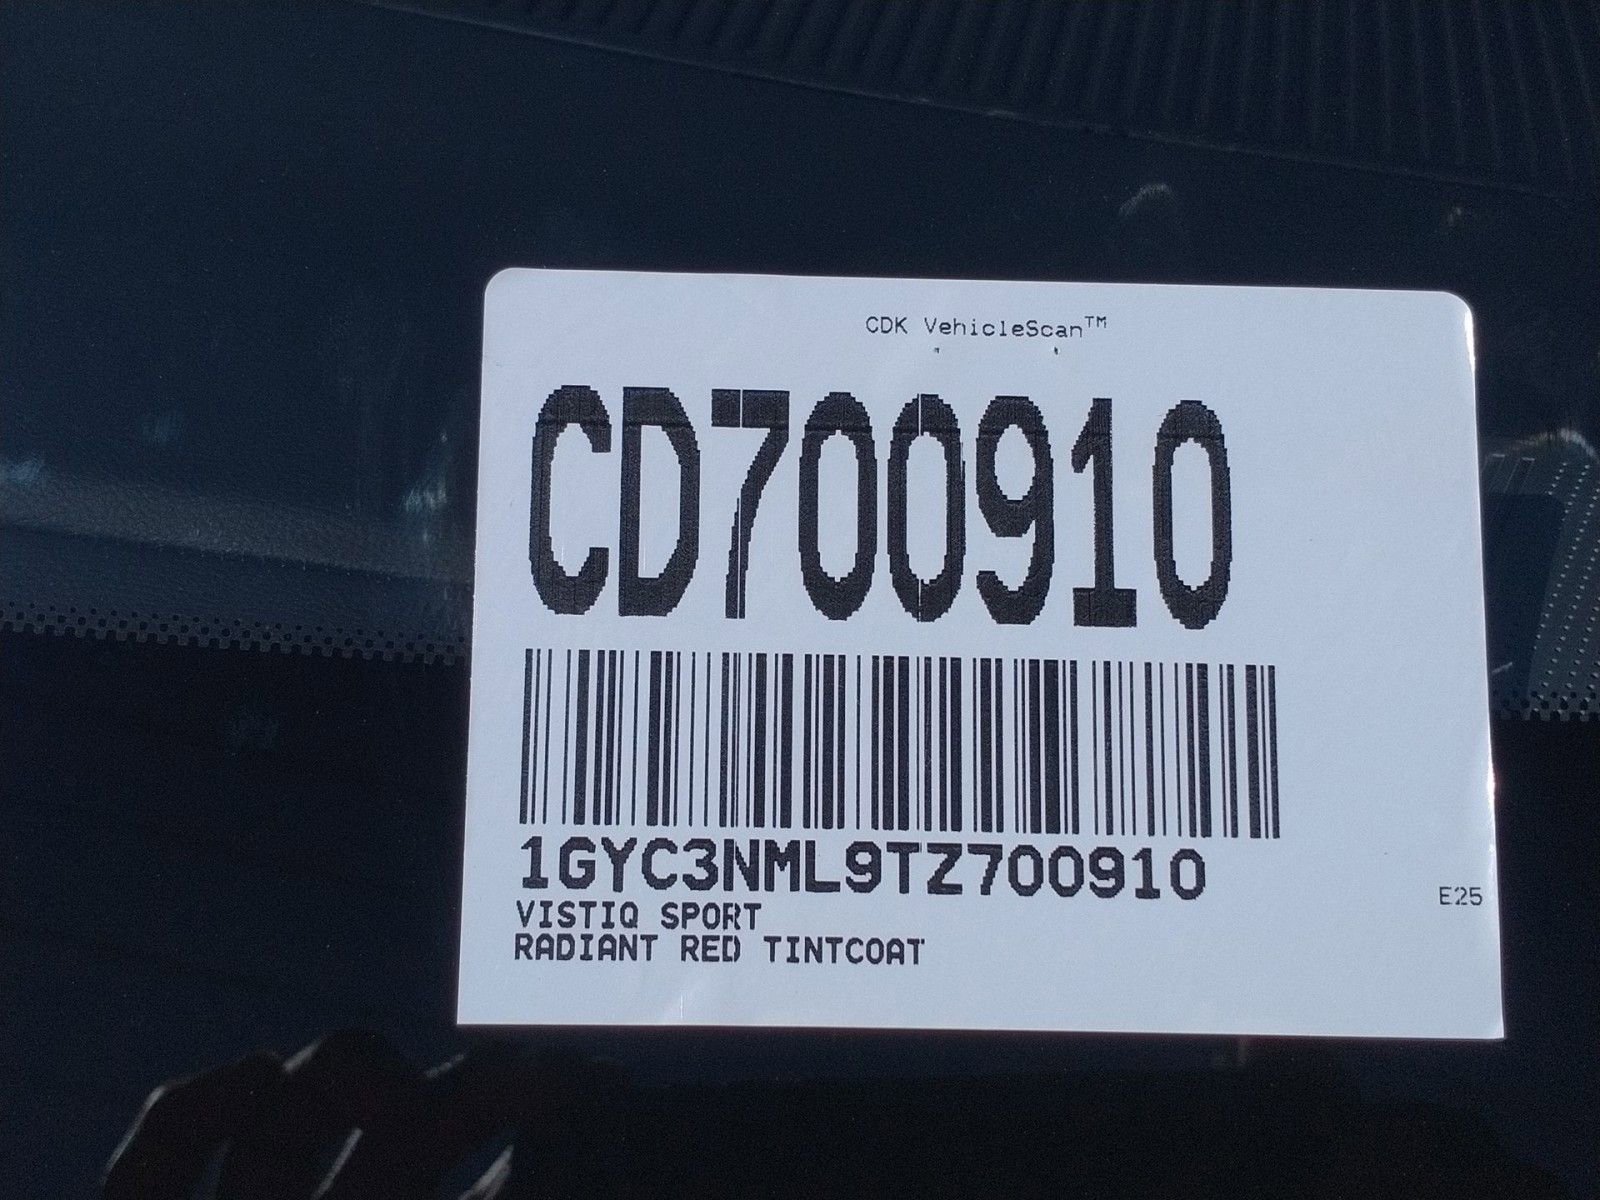 CDK VehicleScan™
CD700910
1GYC3NML9TZ700910
VISTIQ SPORT
E25
RADIANT RED TINTCOAT